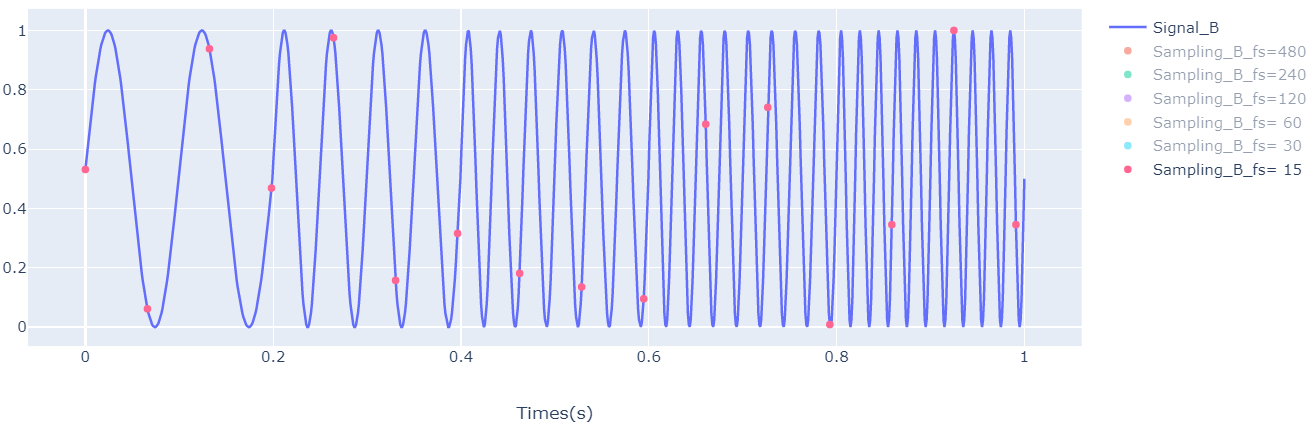 1
0.8
0.6
0.4
0.2
0
0 0.2 0.4 0.6 0.8 1
Times(s)
Signal_B
Sampling_B_fs=480
Sampling_B_fs=240
Sampling_B_fs=120
Sampling_B_fs= 60
Sampling_B_fs= 30
Sampling_B_fs= 15